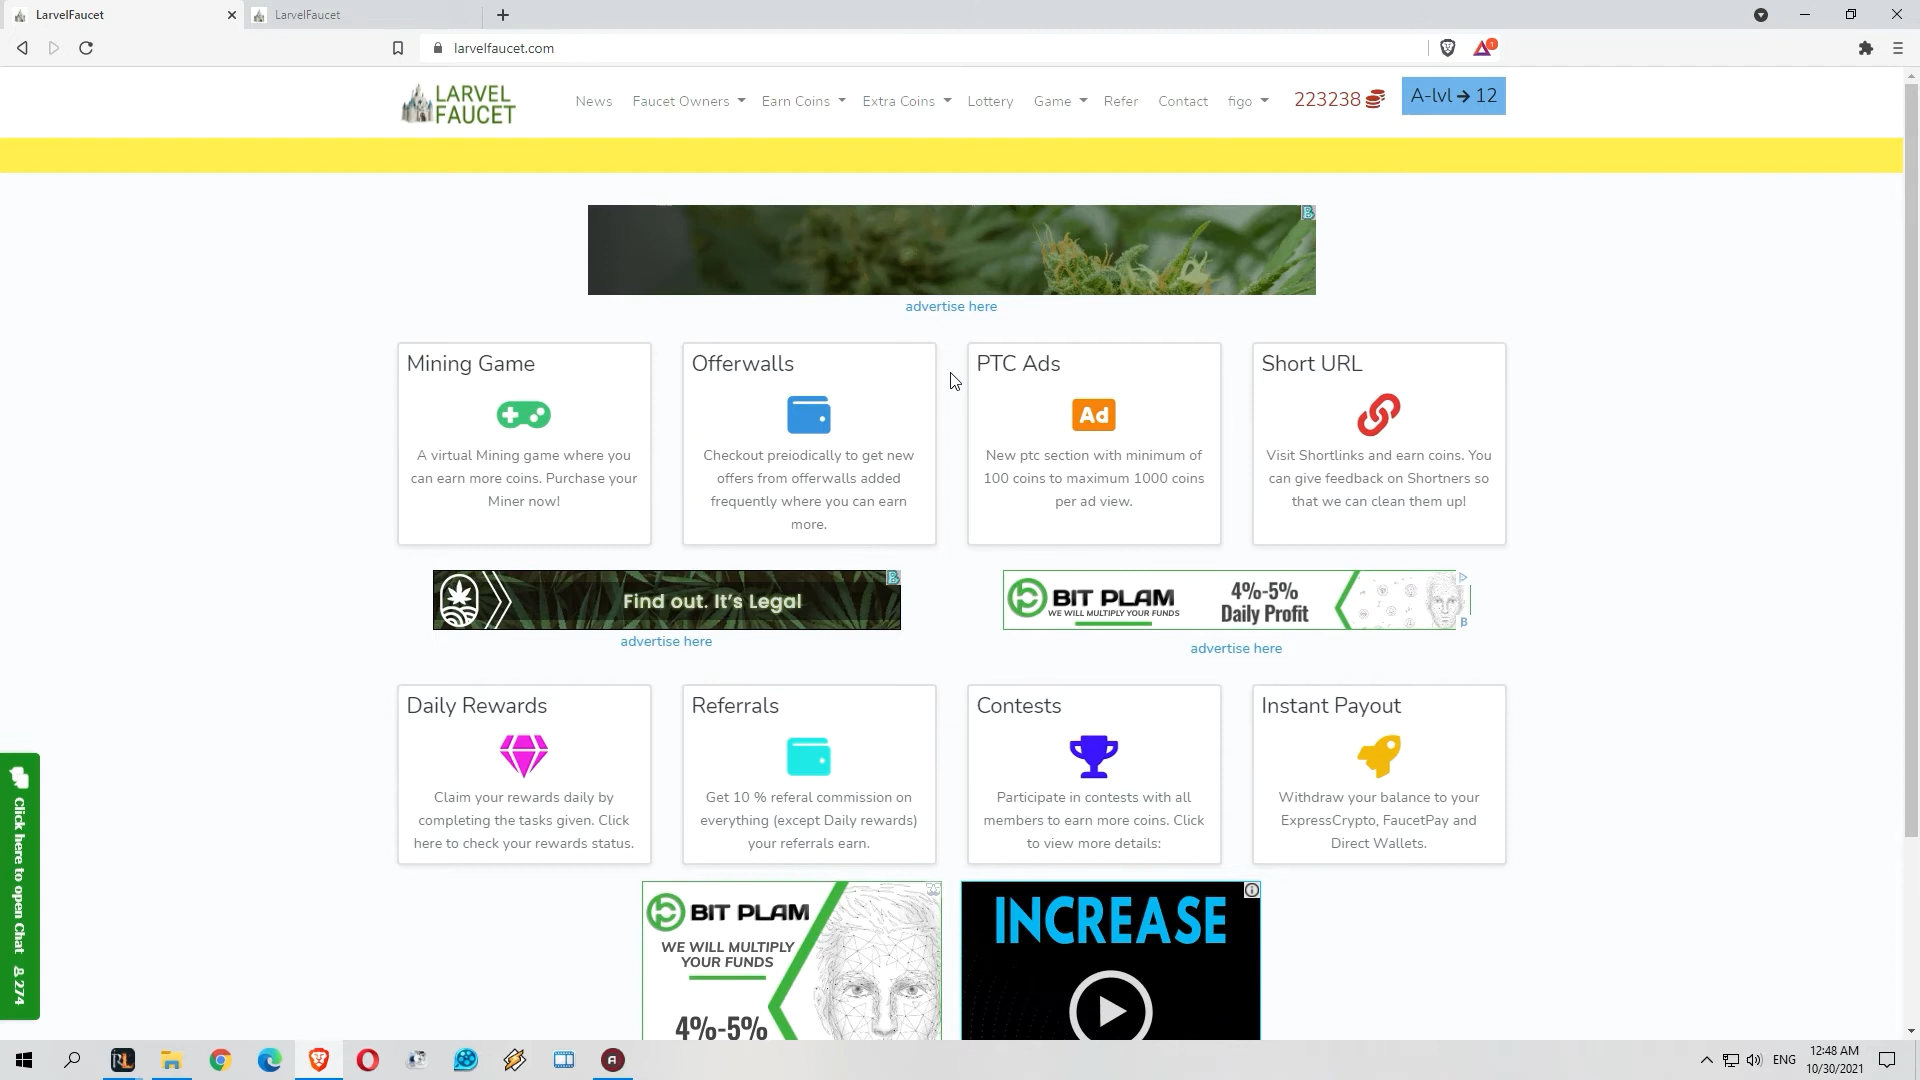 LarvelFaucet
LarvelFaucet
larvelfaucet.com
1
LARVEL
FAUCET
News
Faucet Owners
Earn Coins
Extra Coins
Lottery
Game
Refer
Contact
figo
223238
A-lvl → 12
advertise here
Mining Game
A virtual Mining game where you
can earn more coins. Purchase your
Miner now!
Offerwalls
Checkout preiodically to get new
offers from offerwalls added
frequently where you can earn
more.
PTC Ads
Ad
New ptc section with minimum of
100 coins to maximum 1000 coins
per ad view.
Short URL
Visit Shortlinks and earn coins. You
can give feedback on Shortners so
that we can clean them up!
Find out. It's Legal
advertise here
BIT PLAM
WE WILL MULTIPLY YOUR FUNDS
4%-5%
Daily Profit
B
advertise here
Daily Rewards
Claim your rewards daily by
completing the tasks given. Click
here to check your rewards status.
Referrals
Get 10 % referal commission on
everything (except Daily rewards)
your referrals earn.
Contests
Participate in contests with all
members to earn more coins. Click
to view more details:
Instant Payout
Withdraw your balance to your
ExpressCrypto, FaucetPay and
Direct Wallets.
Click here to open Chat
274
BIT PLAM
WE WILL MULTIPLY
YOUR FUNDS
4%-5%
INCREASE
RL
A
ENG
12:48 AM
10/30/2021